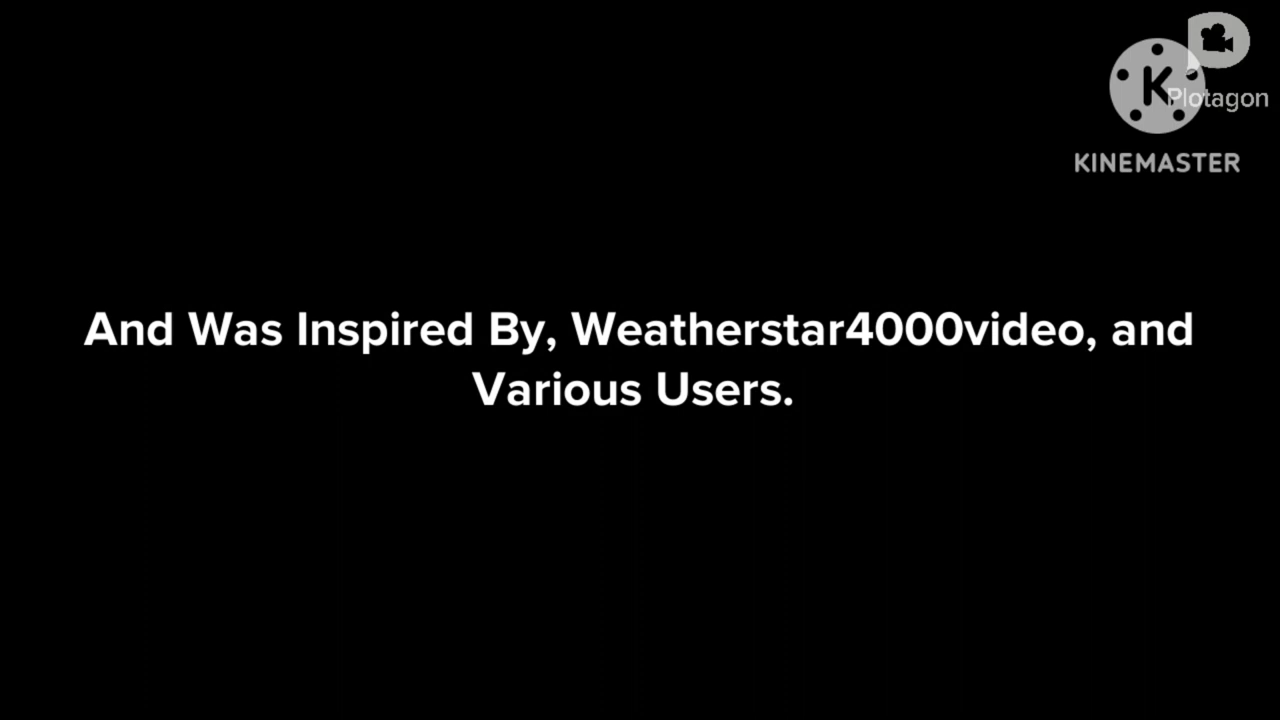 Plotagon
KINEMASTER
And Was Inspired By, Weatherstar4000video, and
Various Users.